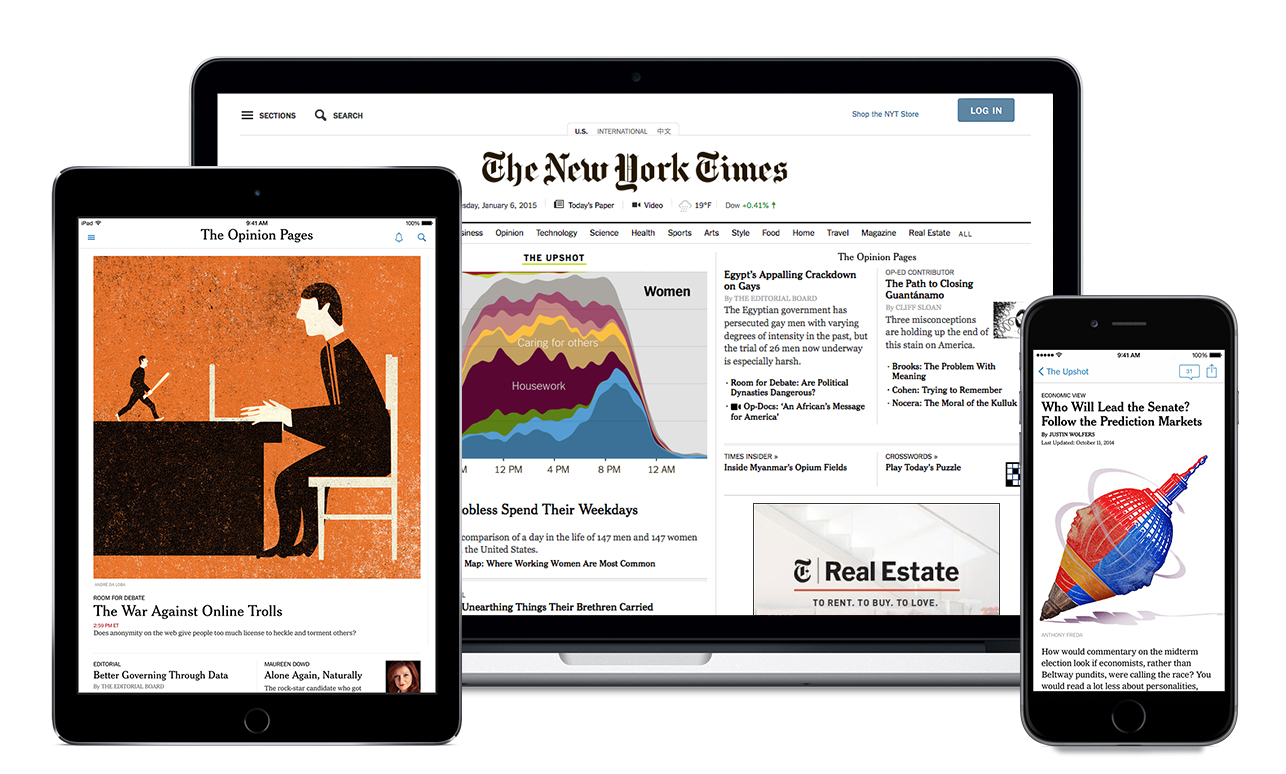 SECTIONS SEARCH
Shop the NYT Store
LOG IN
U.S. INTERNATIONAL 中文
The New York Times
January 6, 2015 Today's Paper Video 19°F Dow +0.41% ↑
Opinion Technology Science Health Sports Arts Style Food Home Travel Magazine Real Estate ALL
THE UPSHOT
Women
Caring for others
Housework
12 PM 4 PM 8 PM 12 AM
Spend Their Weekdays
comparison of a day in the life of 147 men and 147 women
the United States.
Map: Where Working Women Are Most Common
Unearthing Things Their Brethren Carried
The Opinion Pages
Egypt's Appalling Crackdown
on Gays
By THE EDITORIAL BOARD
The Egyptian government has
persecuted gay men with varying
degrees of intensity in the past, but
the trial of 26 men now underway
is especially harsh.
· Room for Debate: Are Political
Dynasties Dangerous?
· Op-Docs: 'An African's Message
for America'
OP-ED CONTRIBUTOR
The Path to Closing
Guantánamo
By CLIFF SLOAN
Three misconceptions
are holding up the end of
this stain on America.
· Brooks: The Problem With
Meaning
· Cohen: Trying to Remember
· Nocera: The Moral of the Kulluk
TIMES INSIDER »
Inside Myanmar's Opium Fields
CROSSWORDS »
Play Today's Puzzle
T Real Estate
TO RENT. TO BUY. TO LOVE.
iPad 9:41 AM 100%
The Opinion Pages
ANDRÉ DA LOBA
ROOM FOR DEBATE
The War Against Online Trolls
2:59 PM ET
Does anonymity on the web give people too much license to heckle and torment others?
EDITORIAL
Better Governing Through Data
By THE EDITORIAL BOARD
MAUREEN DOWD
Alone Again, Naturally
The rock-star candidate who got
9:41 AM 100%
The Upshot 31
ECONOMIC VIEW
Who Will Lead the Senate?
Follow the Prediction Markets
By JUSTIN WOLFERS
Last Updated: October 11, 2014
ANTHONY FREDA
How would commentary on the midterm
election look if economists, rather than
Beltway pundits, were calling the race? You
would read a lot less about personalities,